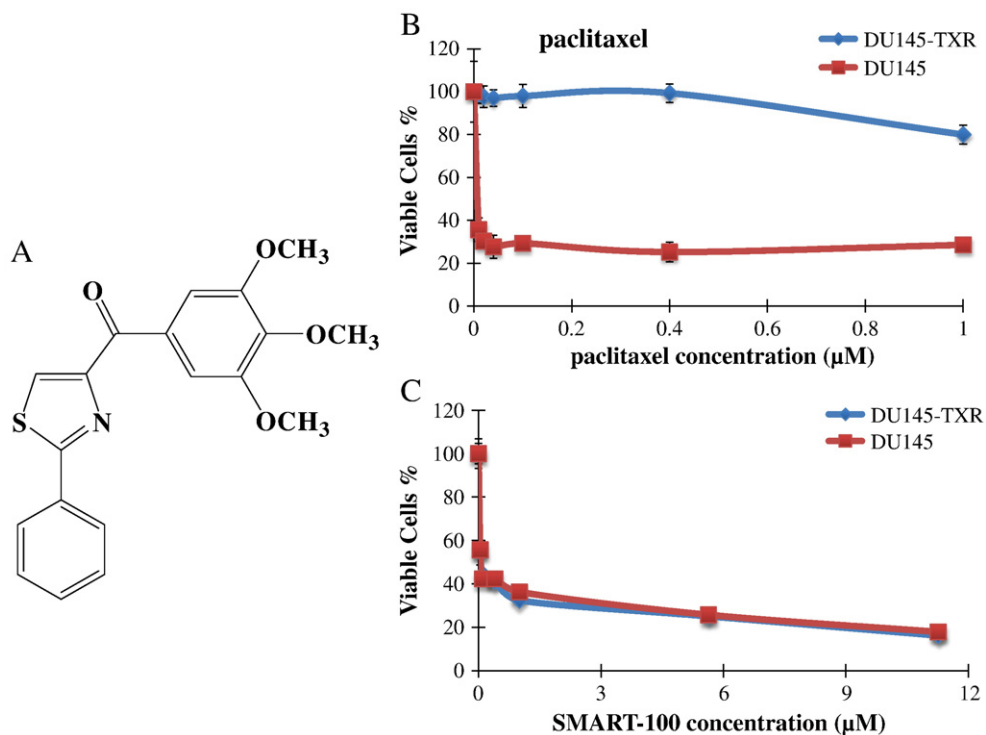 A
O
OCH3
OCH3
OCH3
S
N
B
paclitaxel
DU145-TXR
DU145
Viable Cells %
120
100
80
60
40
20
0
0 0.2 0.4 0.6 0.8 1
paclitaxel concentration (μM)
C
DU145-TXR
DU145
Viable Cells %
120
100
80
60
40
20
0
0 3 6 9 12
SMART-100 concentration (μM)